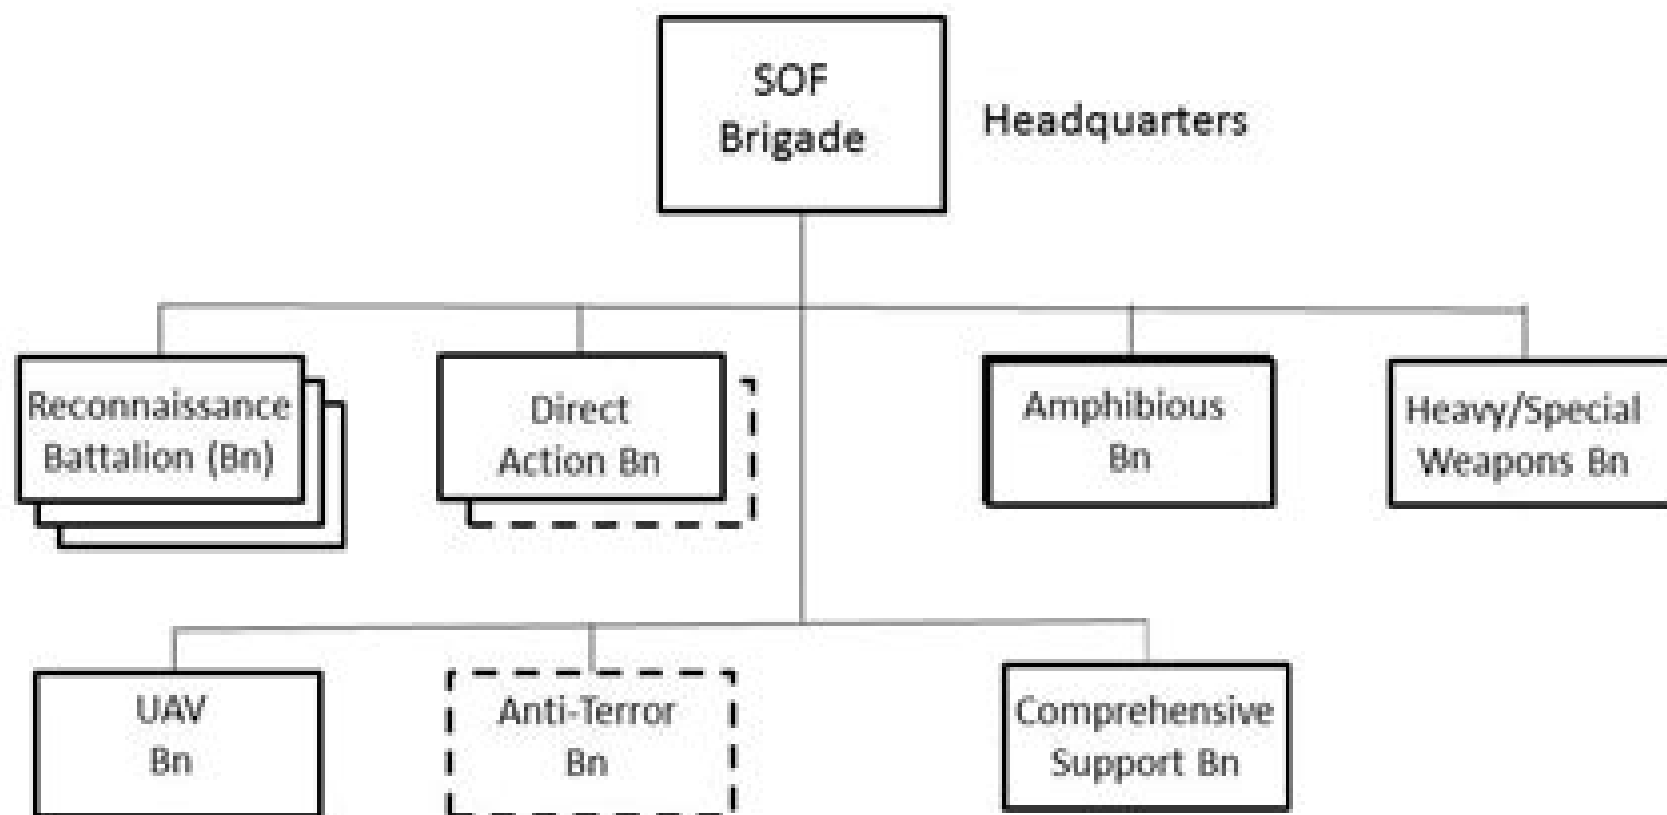 SOF
Brigade
Headquarters
Reconnaissance
Battalion (Bn)
Direct
Action Bn
Amphibious
Bn
Heavy/Special
Weapons Bn
UAV
Bn
Anti-Terror
Bn
Comprehensive
Support Bn